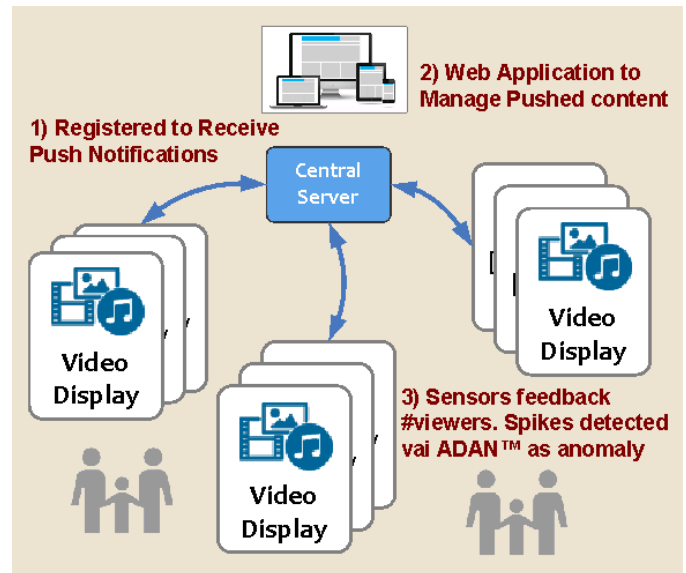 2) Web Application to
Manage Pushed content
1) Registered to Receive
Push Notifications
Central
Server
Video
Display
Video
Display
Video
Display
3) Sensors feedback
#viewers. Spikes detected
vai ADAN™ as anomaly